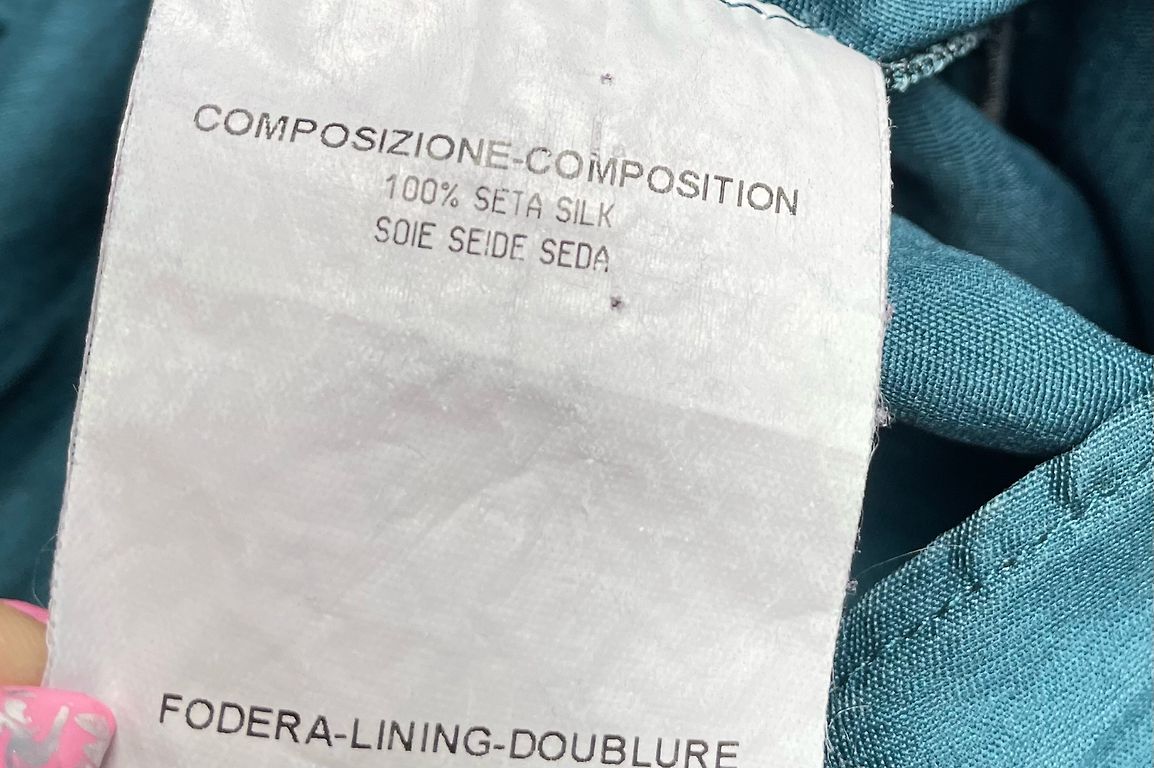 COMPOSIZIONE-COMPOSITION
100% SETA SILK
SOIE SEIDE SEDA
FODERA-LINING-DOUBLURE